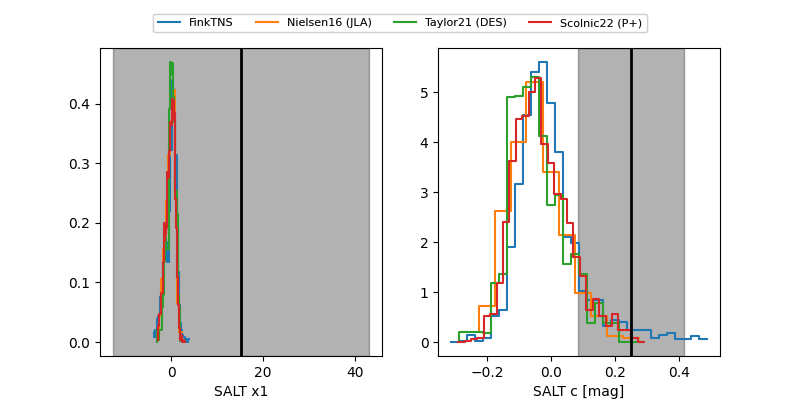 FinkTNS Nielsen16 (JLA) Taylor21 (DES) Scolnic22 (P+)
0.4
0.3
0.2
0.1
0.0
0 20 40
SALT x1
5
4
3
2
1
0
−0.2 0.0 0.2 0.4
SALT c [mag]